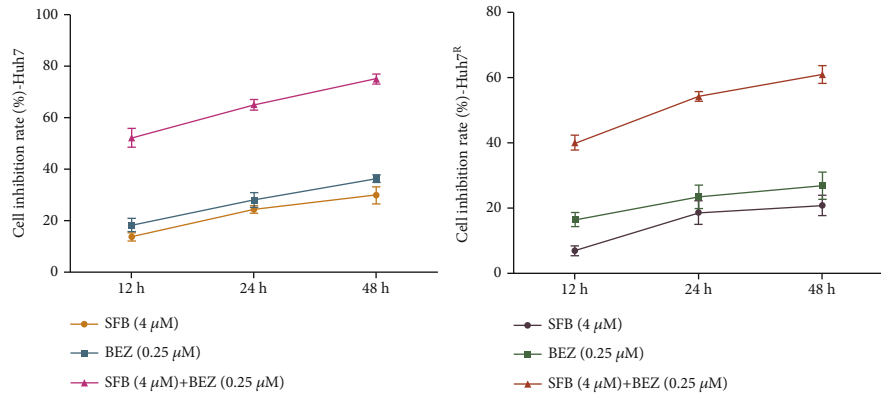 Cell inhibition rate (%)-Huh7
100
80
60
40
20
0
12 h 24 h 48 h
SFB (4 μM)
BEZ (0.25 μM)
SFB (4 μM)+BEZ (0.25 μM)
Cell inhibition rate (%)-Huh7ᴿ
80
60
40
20
0
12 h 24 h 48 h
SFB (4 μM)
BEZ (0.25 μM)
SFB (4 μM)+BEZ (0.25 μM)